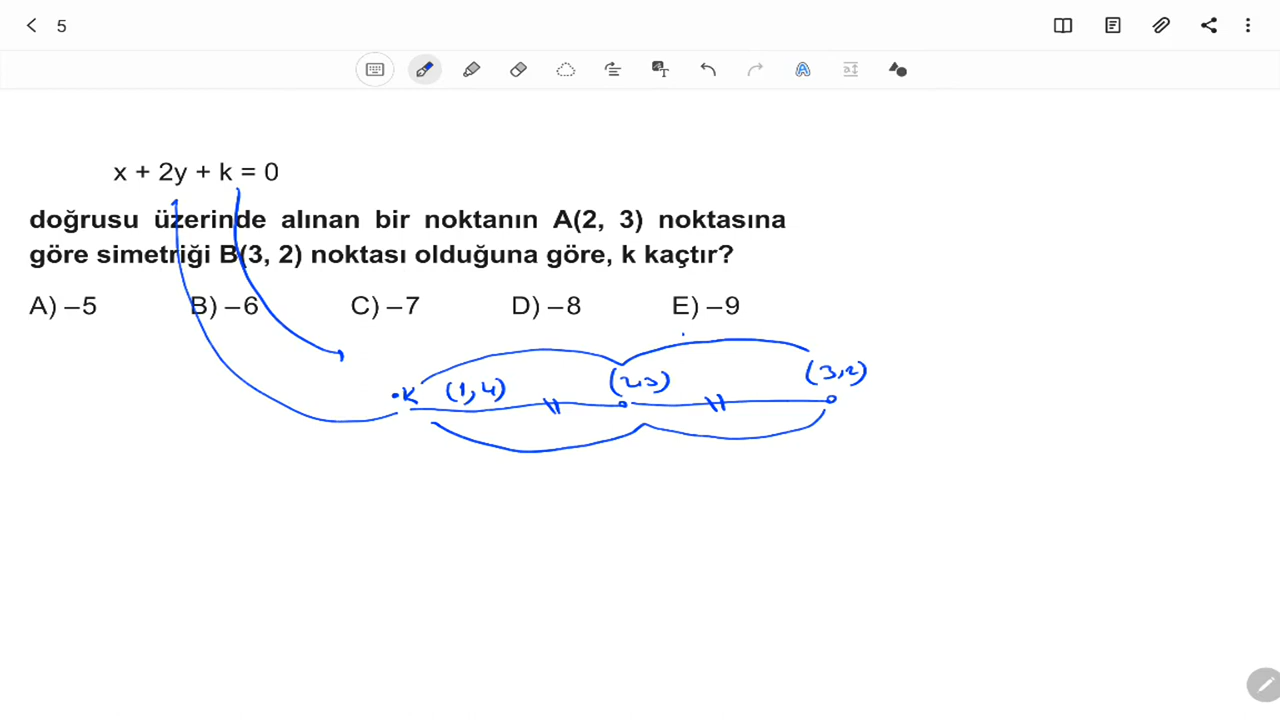 5
x + 2y + k = 0
doğrusu üzerinde alınan bir noktanın A(2, 3) noktasına
göre simetriği B(3, 2) noktası olduğuna göre, k kaçtır?
A) –5 B) –6 C) –7 D) –8 E) –9
K (1,4) (2,3) (3,2)